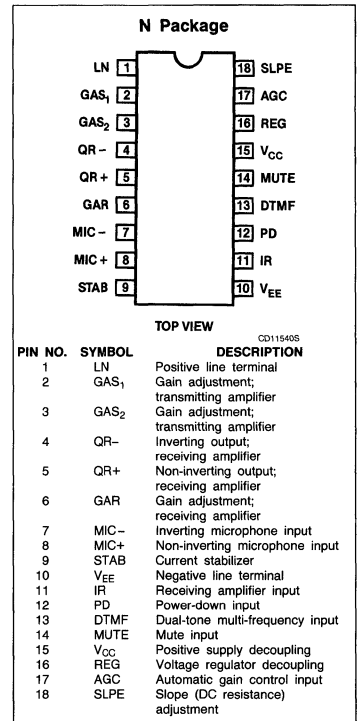 N Package
LN 1 18 SLPE
GAS1 2 17 AGC
GAS2 3 16 REG
QR- 4 15 VCC
QR+ 5 14 MUTE
GAR 6 13 DTMF
MIC- 7 12 PD
MIC+ 8 11 IR
STAB 9 10 VEE
TOP VIEW
CD11540S
PIN NO. SYMBOL DESCRIPTION
1 LN Positive line terminal
2 GAS1 Gain adjustment;
transmitting amplifier
3 GAS2 Gain adjustment;
transmitting amplifier
4 QR- Inverting output;
receiving amplifier
5 QR+ Non-inverting output;
receiving amplifier
6 GAR Gain adjustment;
receiving amplifier
7 MIC- Inverting microphone input
8 MIC+ Non-inverting microphone input
9 STAB Current stabilizer
10 VEE Negative line terminal
11 IR Receiving amplifier input
12 PD Power-down input
13 DTMF Dual-tone multi-frequency input
14 MUTE Mute input
15 VCC Positive supply decoupling
16 REG Voltage regulator decoupling
17 AGC Automatic gain control input
18 SLPE Slope (DC resistance)
adjustment